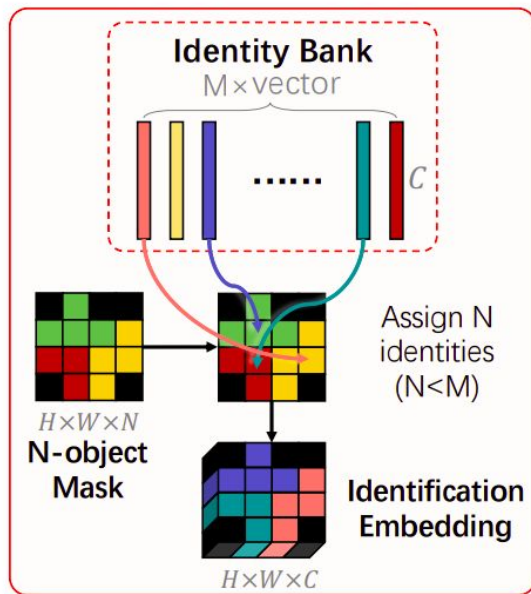 Identity Bank
M×vector
......
C
Assign N
identities
(N<M)
H×W×N
N-object
Mask
Identification
Embedding
H×W×C